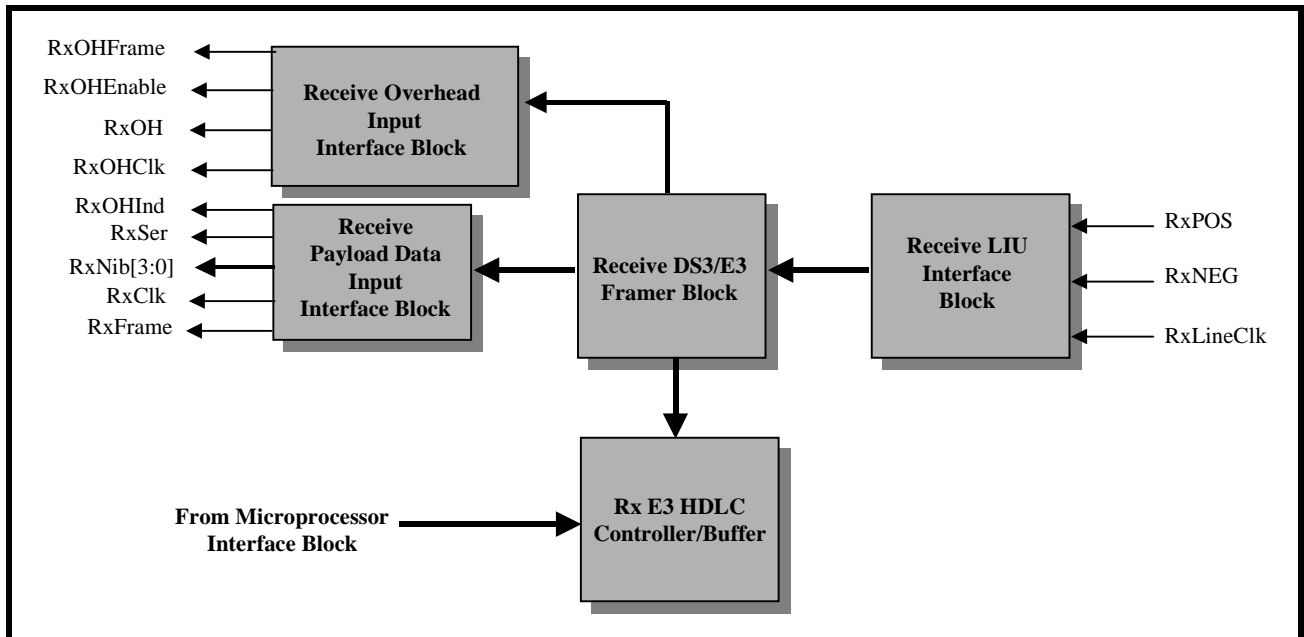 RxOHFrame
RxOHEnable
RxOH
RxOHClk
Receive Overhead
Input
Interface Block
RxOHInd
RxSer
RxNib[3:0]
RxClk
RxFrame
Receive
Payload Data
Input
Interface Block
Receive DS3/E3
Framer Block
Receive LIU
Interface
Block
RxPOS
RxNEG
RxLineClk
From Microprocessor
Interface Block
Rx E3 HDLC
Controller/Buffer